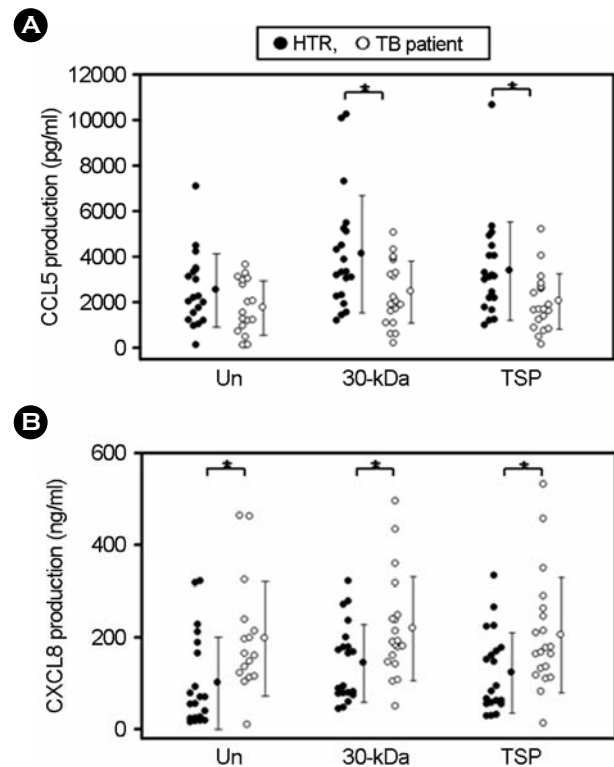 A
HTR, TB patient
CCL5 production (pg/ml)
12000
10000
8000
6000
4000
2000
0
* *
Un 30-kDa TSP
B
CXCL8 production (ng/ml)
600
400
200
0
* * *
Un 30-kDa TSP